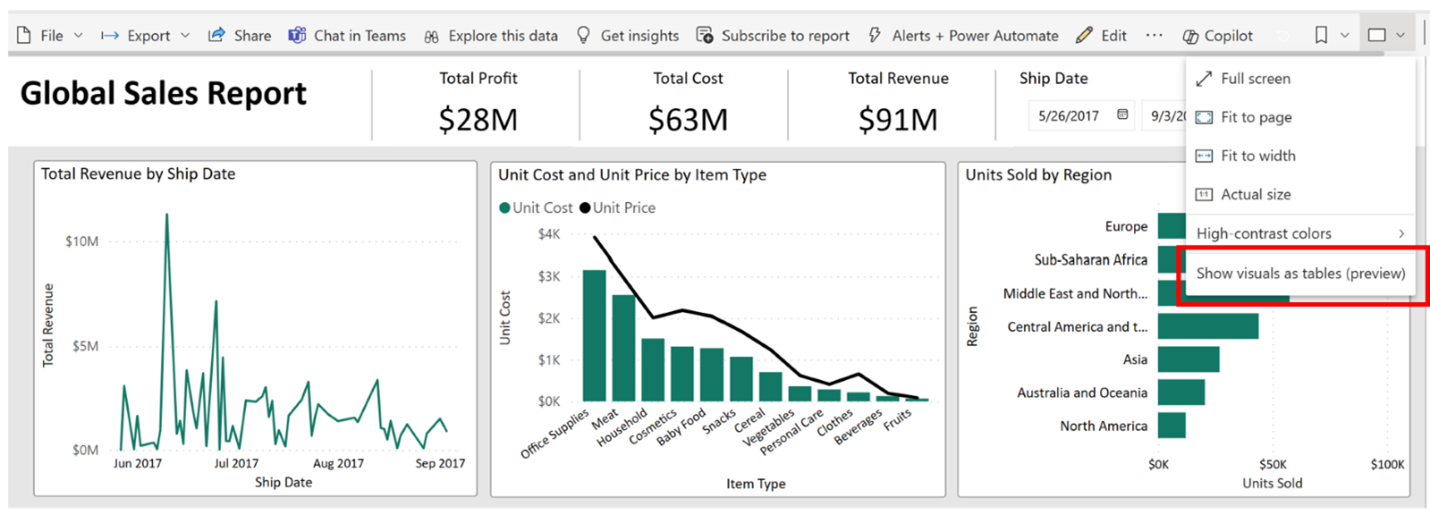 File Export Share Chat in Teams Explore this data Get insights Subscribe to report Alerts + Power Automate Edit ... Copilot
Global Sales Report
Total Profit
$28M
Total Cost
$63M
Total Revenue
$91M
Ship Date
5/26/2017
Full screen
Fit to page
Fit to width
1:1 Actual size
High-contrast colors
Show visuals as tables (preview)
Total Revenue by Ship Date
Total Revenue
$10M
$5M
$0M
Jun 2017 Jul 2017 Aug 2017 Sep 2017
Ship Date
Unit Cost and Unit Price by Item Type
Unit Cost Unit Price
Unit Cost
$4K
$3K
$2K
$1K
$0K
Office Supplies
Meat
Household
Cosmetics
Baby Food
Snacks
Cereal
Vegetables
Personal Care
Clothes
Beverages
Fruits
Item Type
Units Sold by Region
Region
Europe
Sub-Saharan Africa
Middle East and North...
Central America and t...
Asia
Australia and Oceania
North America
$0K $50K $100K
Units Sold